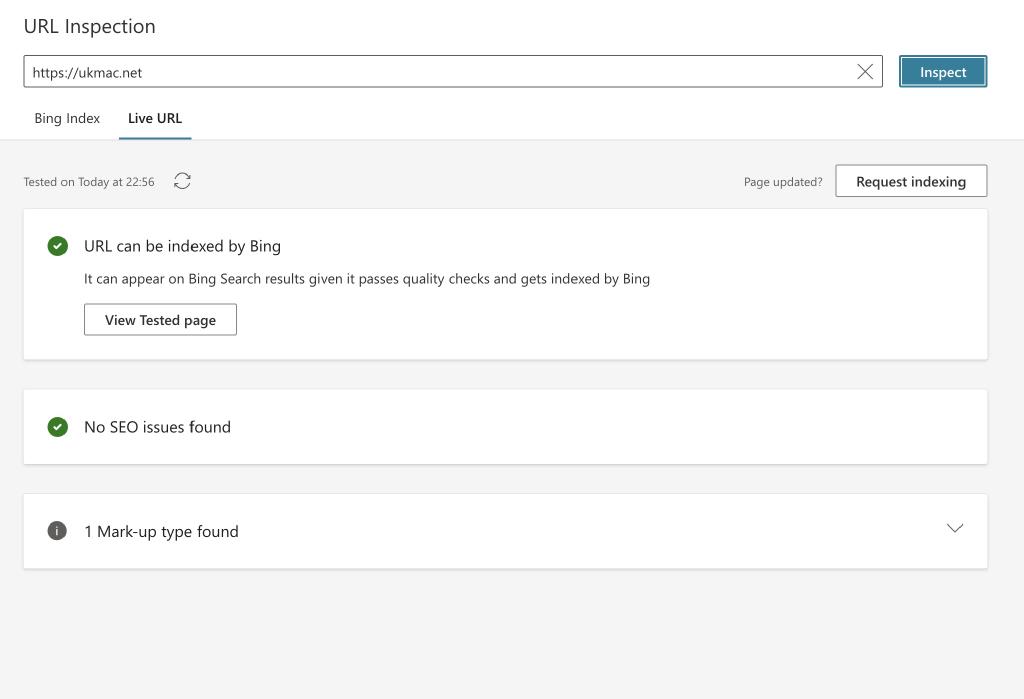 URL Inspection
https://ukmac.net
Inspect
Bing Index
Live URL
Tested on Today at 22:56
Page updated?
Request indexing
URL can be indexed by Bing
It can appear on Bing Search results given it passes quality checks and gets indexed by Bing
View Tested page
No SEO issues found
1 Mark-up type found